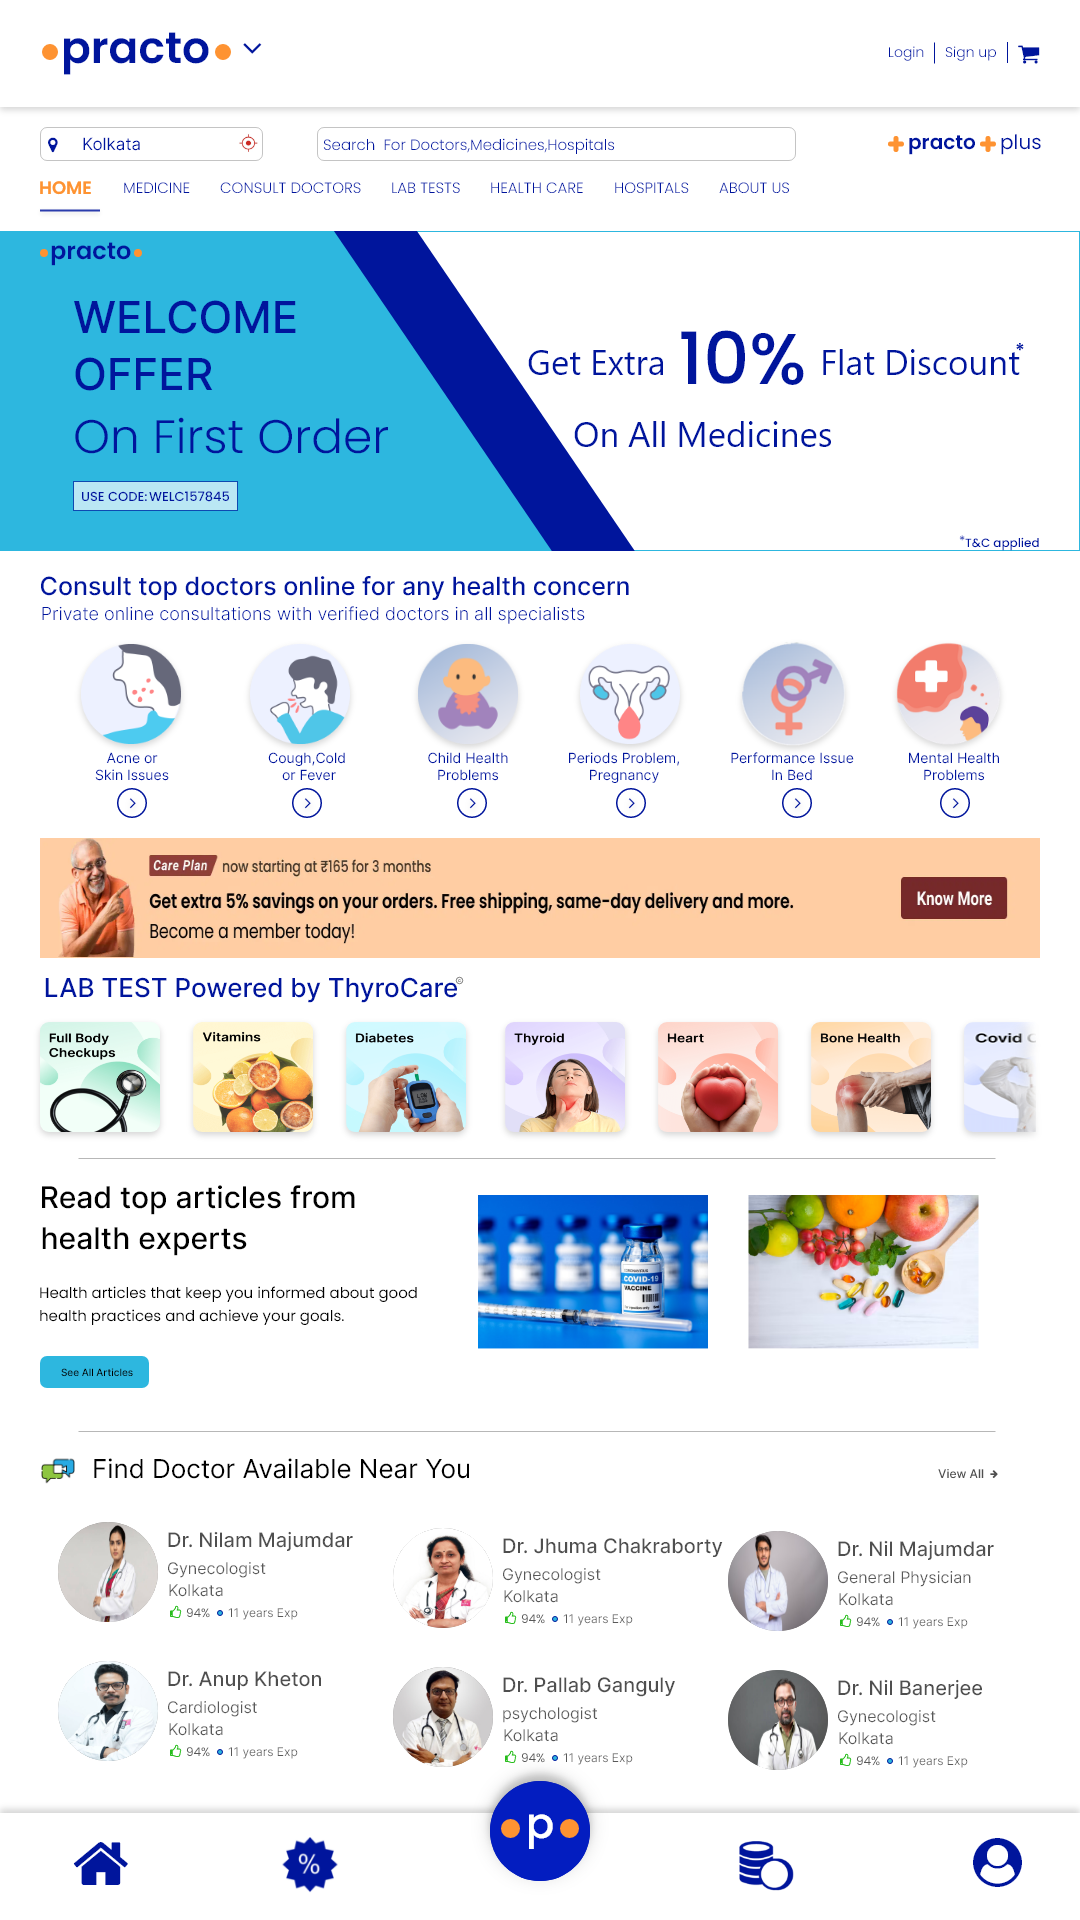 practo
Login
Sign up
Kolkata
Search For Doctors,Medicines,Hospitals
practo plus
HOME
MEDICINE
CONSULT DOCTORS
LAB TESTS
HEALTH CARE
HOSPITALS
ABOUT US
practo
WELCOME
OFFER
On First Order
USE CODE:WELC157845
Get Extra 10% Flat Discount*
On All Medicines
*T&C applied
Consult top doctors online for any health concern
Private online consultations with verified doctors in all specialists
Acne or
Skin Issues
Cough,Cold
or Fever
Child Health
Problems
Periods Problem,
Pregnancy
Performance Issue
In Bed
Mental Health
Problems
Care Plan now starting at ₹165 for 3 months
Get extra 5% savings on your orders. Free shipping, same-day delivery and more.
Become a member today!
Know More
LAB TEST Powered by ThyroCare©
Full Body
Checkups
Vitamins
Diabetes
Thyroid
Heart
Bone Health
Covid
Read top articles from
health experts
Health articles that keep you informed about good
health practices and achieve your goals.
See All Articles
CORONAVIRUS
COVID-19
VACCINE
Find Doctor Available Near You
View All
Dr. Nilam Majumdar
Gynecologist
Kolkata
94% 11 years Exp
Dr. Jhuma Chakraborty
Gynecologist
Kolkata
94% 11 years Exp
Dr. Nil Majumdar
General Physician
Kolkata
94% 11 years Exp
Dr. Anup Kheton
Cardiologist
Kolkata
94% 11 years Exp
Dr. Pallab Ganguly
psychologist
Kolkata
94% 11 years Exp
Dr. Nil Banerjee
Gynecologist
Kolkata
94% 11 years Exp
%
p